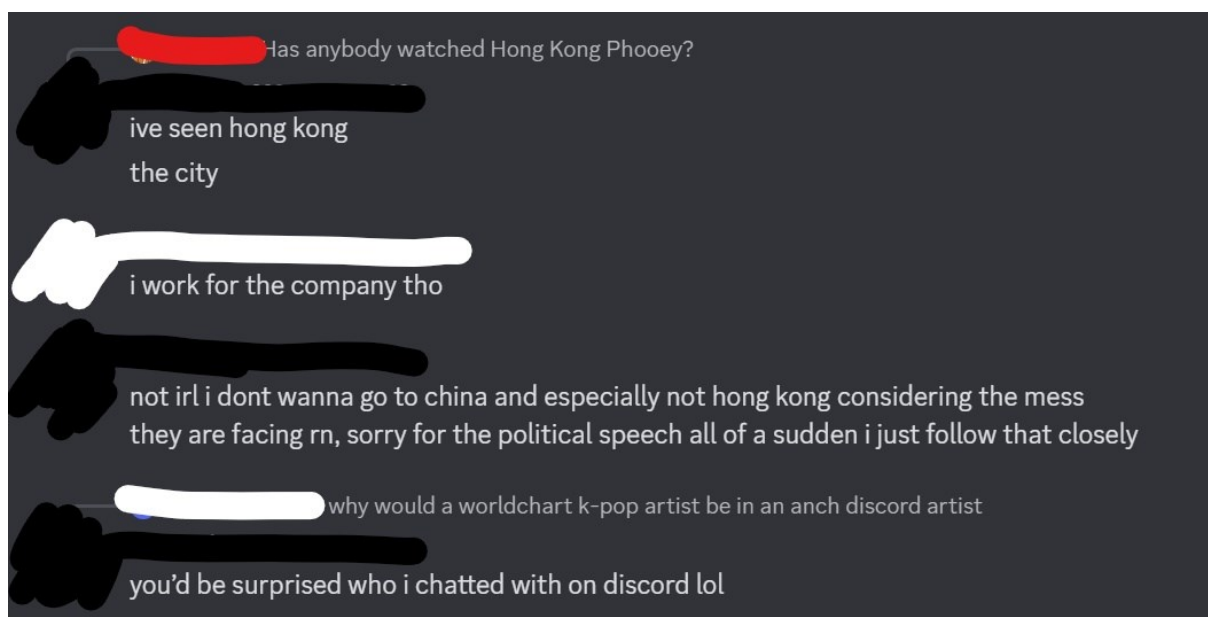 Has anybody watched Hong Kong Phooey?
ive seen hong kong
the city
i work for the company tho
not irl i dont wanna go to china and especially not hong kong considering the mess
they are facing rn, sorry for the political speech all of a sudden i just follow that closely
why would a worldchart k-pop artist be in an anch discord artist
you'd be surprised who i chatted with on discord lol